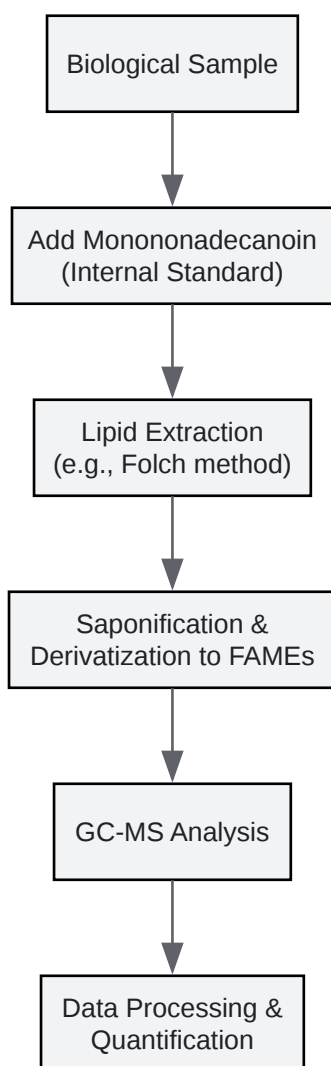 Biological Sample
Add Monononadecanoin
(Internal Standard)
Lipid Extraction
(e.g., Folch method)
Saponification &
Derivatization to FAMEs
GC-MS Analysis
Data Processing &
Quantification